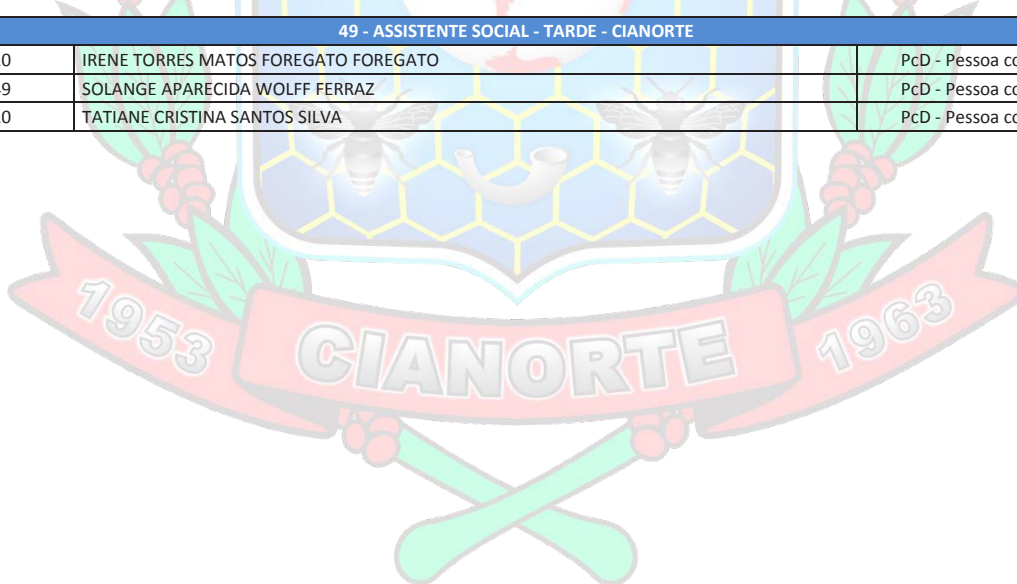 49 - ASSISTENTE SOCIAL - TARDE - CIANORTE
0 IRENE TORRES MATOS FOREGATO FOREGATO PcD - Pessoa co
9 SOLANGE APARECIDA WOLFF FERRAZ PcD - Pessoa co
0 TATIANE CRISTINA SANTOS SILVA PcD - Pessoa co
1953 CIANORTE 1963